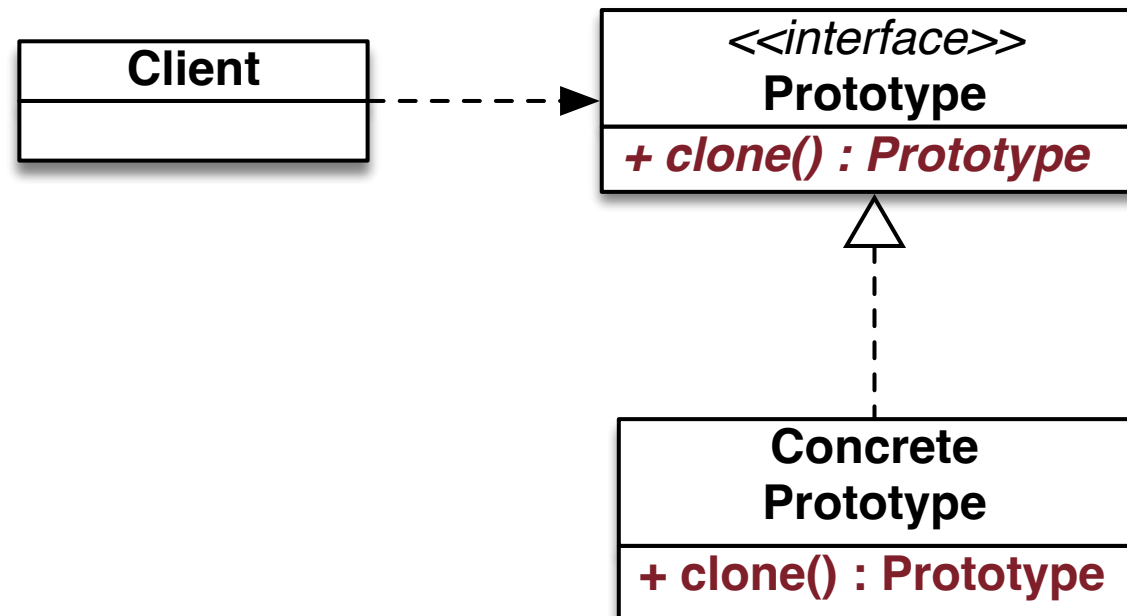 Client
<<interface>>
Prototype
+ clone() : Prototype
Concrete
Prototype
+ clone() : Prototype